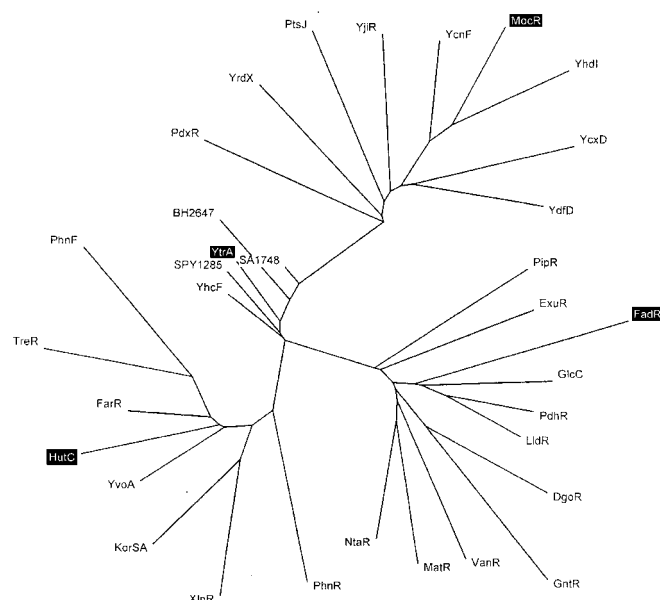 PtsJ
YjiR
YcnF
MocR
YhdI
YrdX
PdxR
YcxD
YdfD
BH2647
PhnF
YtrA
SPY1285
SA1748
YhcF
PipR
ExuR
FadR
TreR
GlcC
FarR
PdhR
LldR
HutC
YvoA
DgoR
KorSA
NtaR
MatR
VanR
GntR
PhnR
XlnR